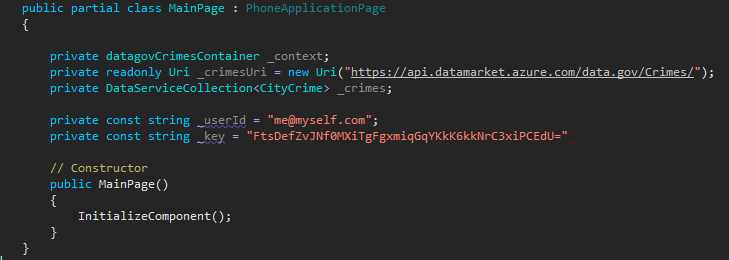 public partial class MainPage : PhoneApplicationPage
{
private datagovCrimesContainer _context;
private readonly Uri _crimesUri = new Uri("https://api.datamarket.azure.com/data.gov/Crimes/");
private DataServiceCollection<CityCrime> _crimes;
private const string _userId = "me@myself.com";
private const string _key = "FtsDefZvJNf0MXiTgFgxmiqGqYKkK6kkNrC3xiPCEdU="
// Constructor
public MainPage()
{
InitializeComponent();
}
}